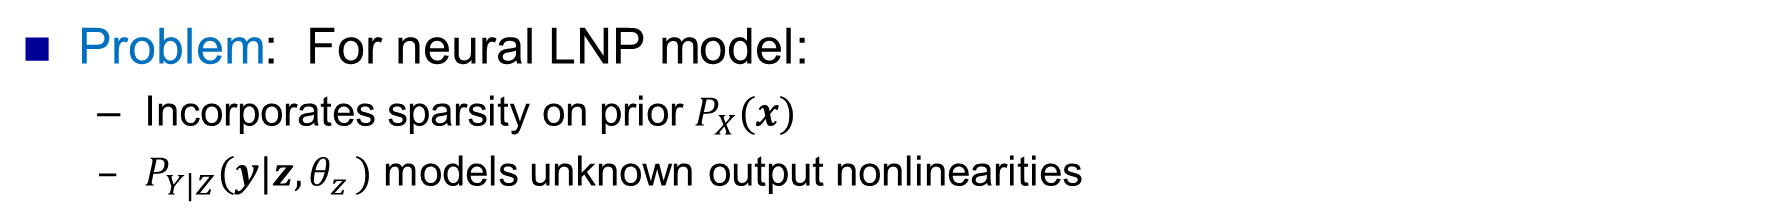 ■ Problem: For neural LNP model:
– Incorporates sparsity on prior P_X(x)
– P_{Y|Z}(y|z, θ_z) models unknown output nonlinearities